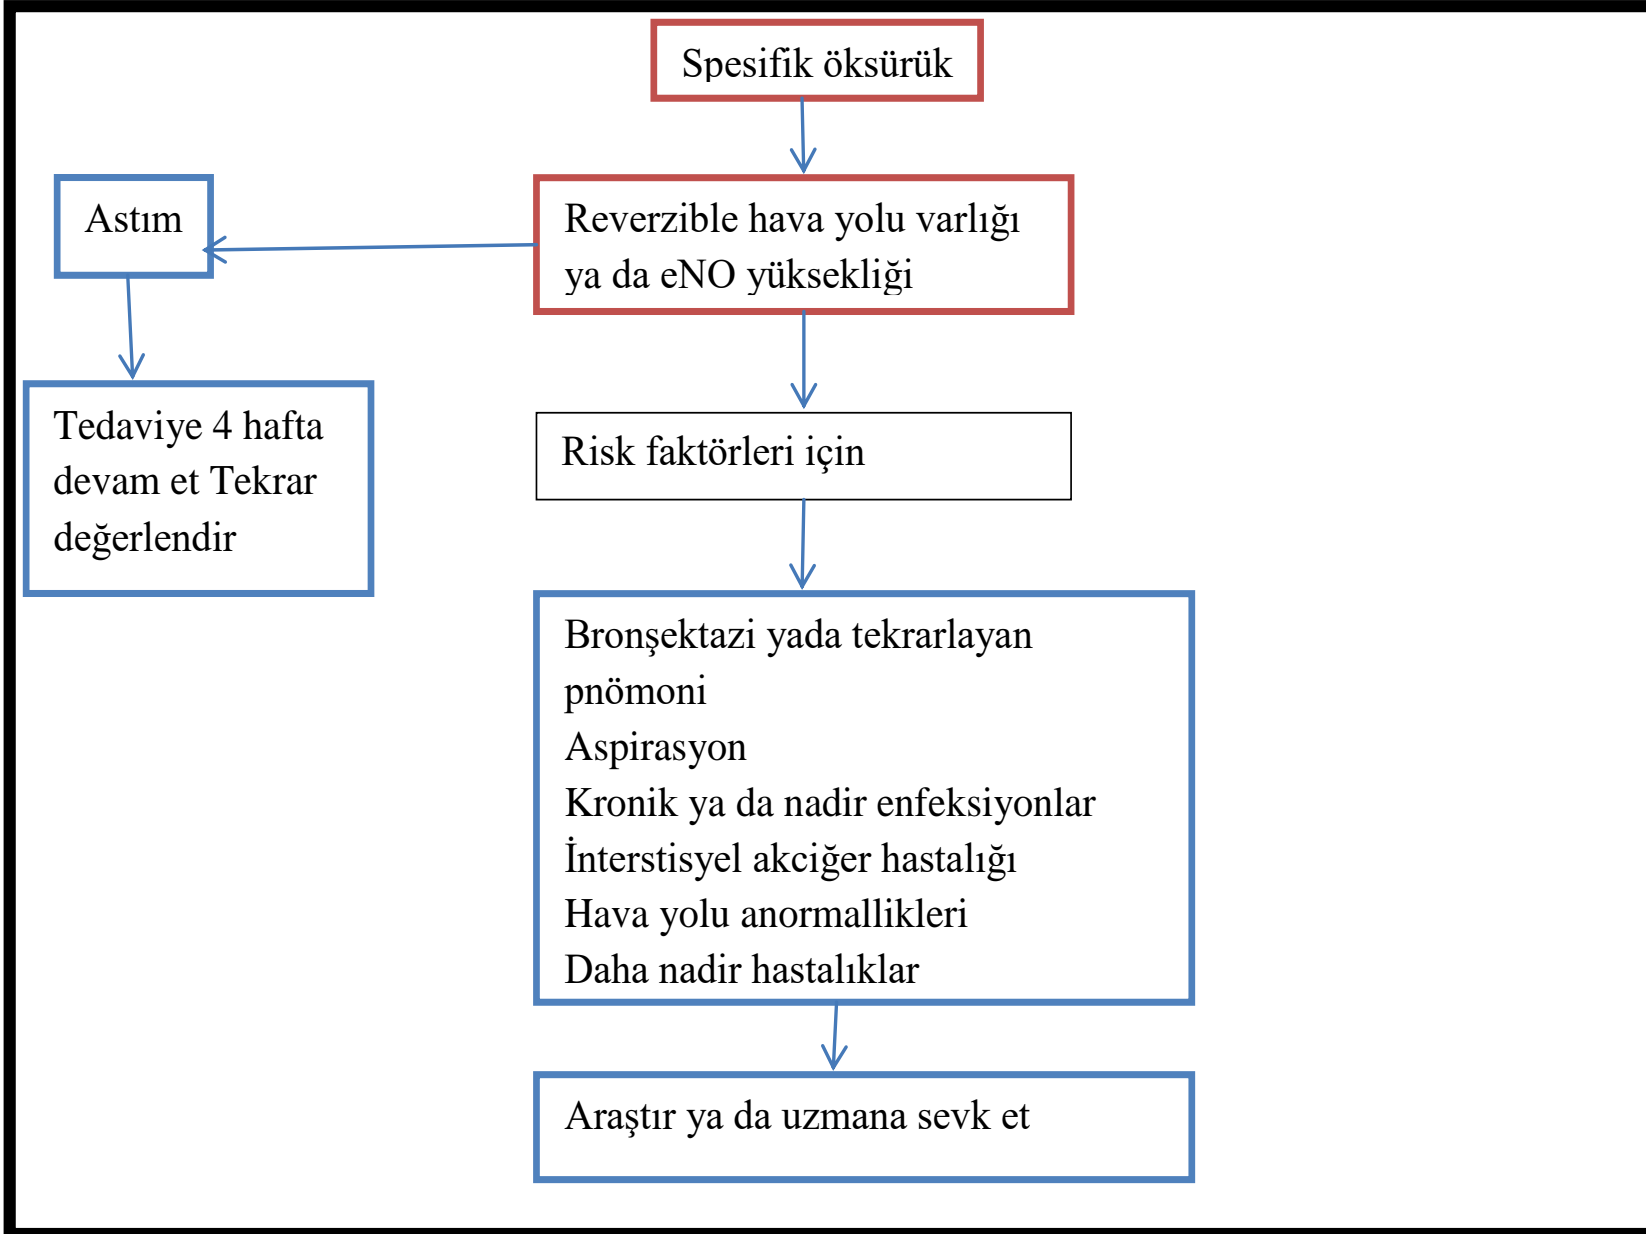 Spesifik öksürük
Astım
Reverzible hava yolu varlığı
ya da eNO yüksekliği
Tedaviye 4 hafta
devam et Tekrar
değerlendir
Risk faktörleri için
Bronşektazi yada tekrarlayan
pnömoni
Aspirasyon
Kronik ya da nadir enfeksiyonlar
İnterstisyel akciğer hastalığı
Hava yolu anormallikleri
Daha nadir hastalıklar
Araştır ya da uzmana sevk et